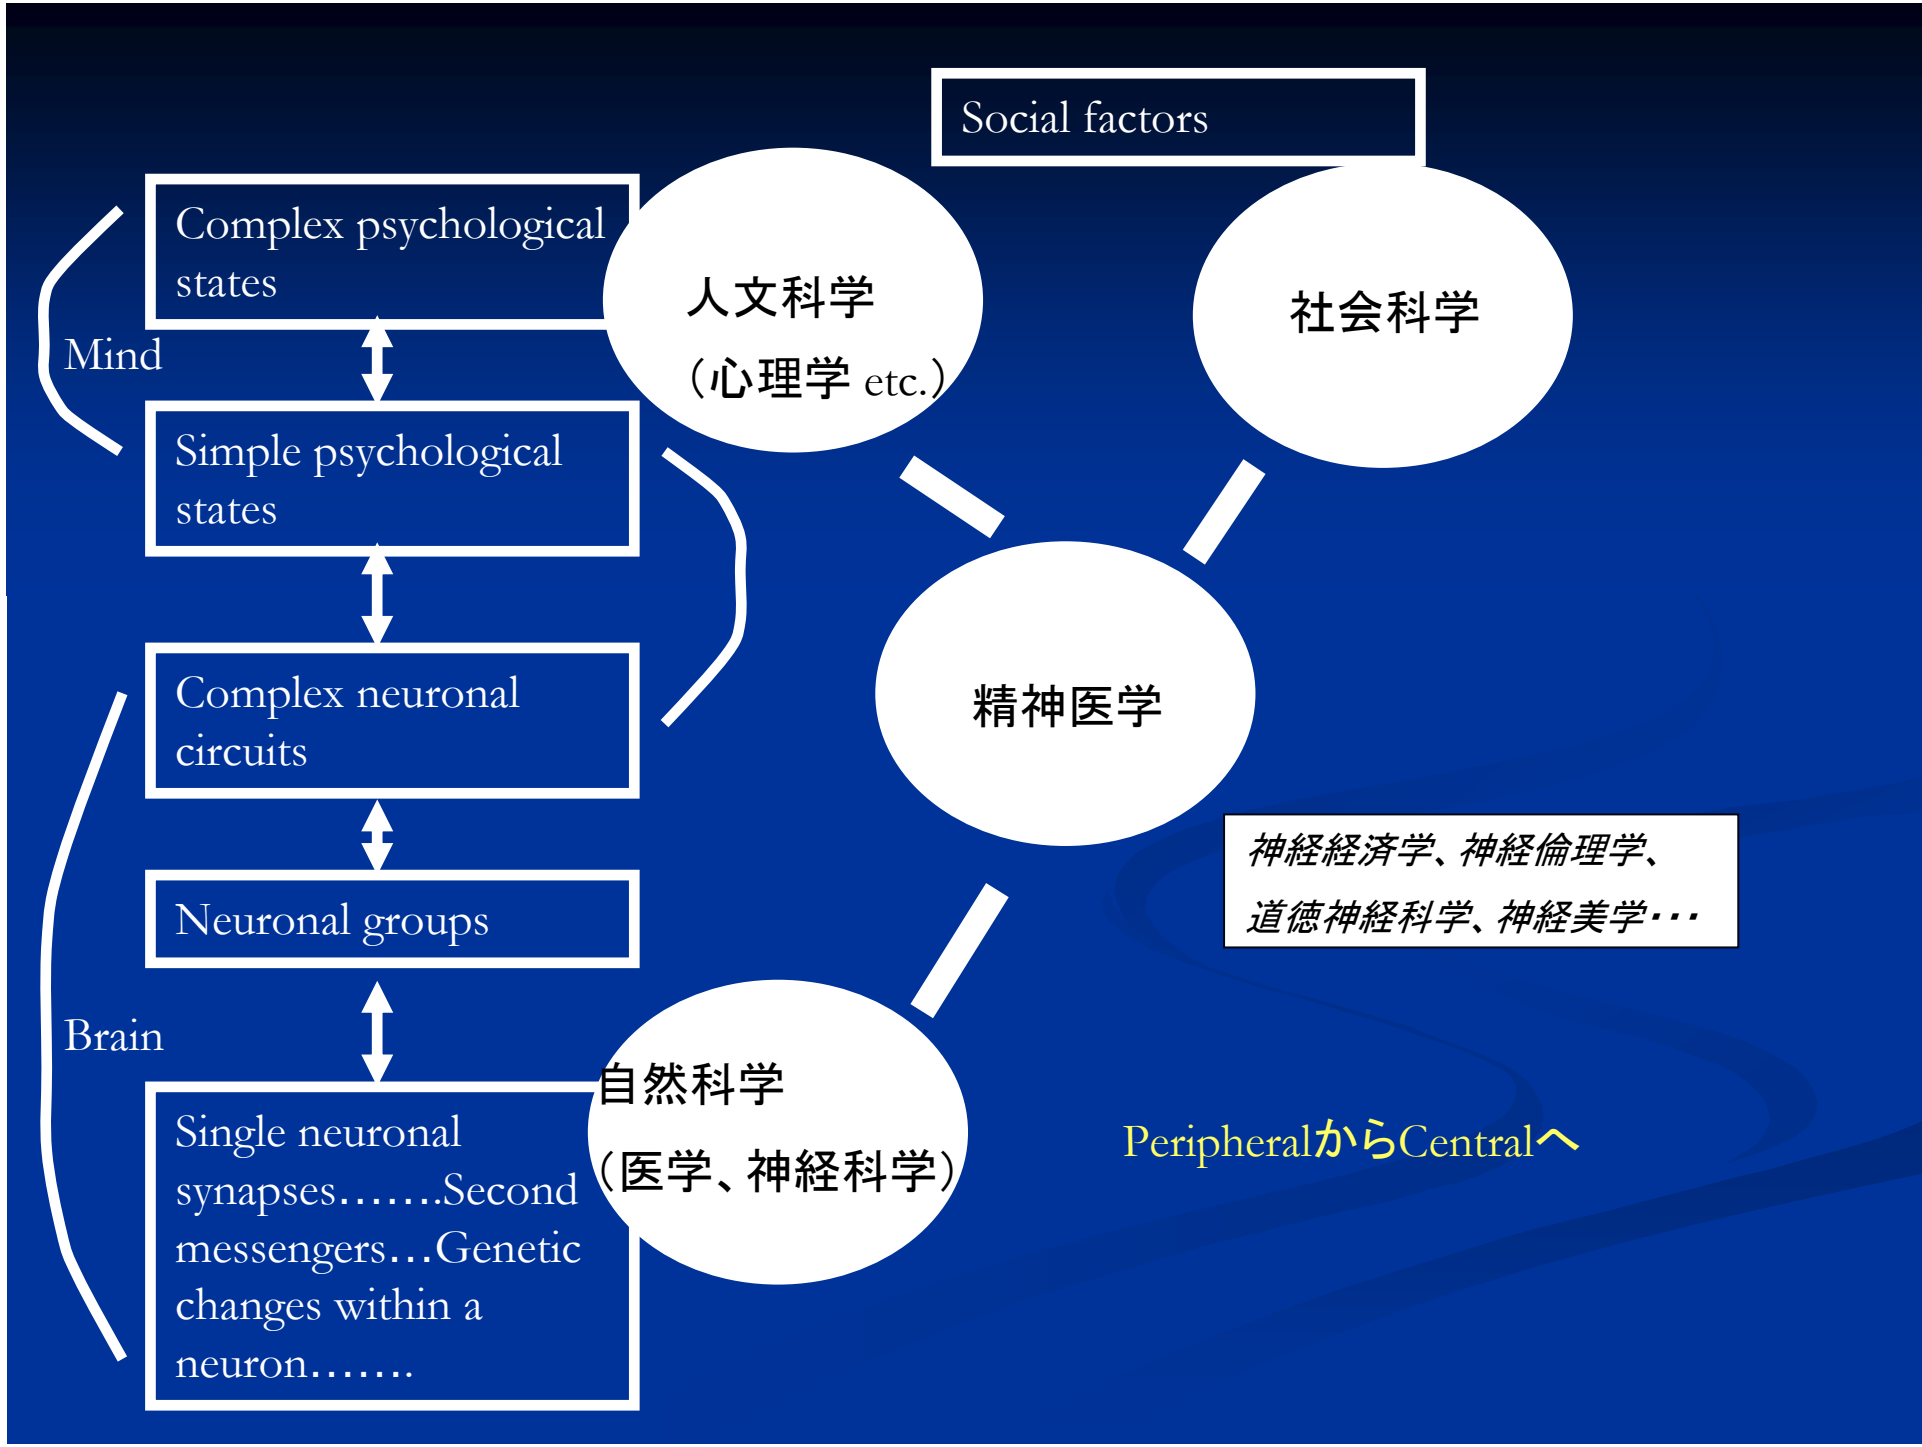 Social factors
Complex psychological
states
人文科学
(心理学 etc.)
社会科学
Mind
Simple psychological
states
Complex neuronal
circuits
精神医学
神経経済学、神経倫理学、
道徳神経科学、神経美学・・・
Neuronal groups
Brain
自然科学
(医学、神経科学)
Single neuronal
synapses…….Second
messengers…Genetic
changes within a
neuron…….
PeripheralからCentralへ